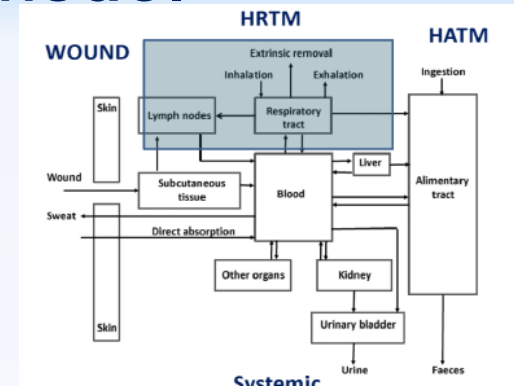 HRTM
WOUND
HATM
Extrinsic removal
Inhalation
Exhalation
Ingestion
Skin
Lymph nodes
Respiratory
tract
Liver
Wound
Subcutaneous
tissue
Blood
Alimentary
tract
Sweat
Direct absorption
Other organs
Kidney
Skin
Urinary bladder
Urine
Faeces
Systemic